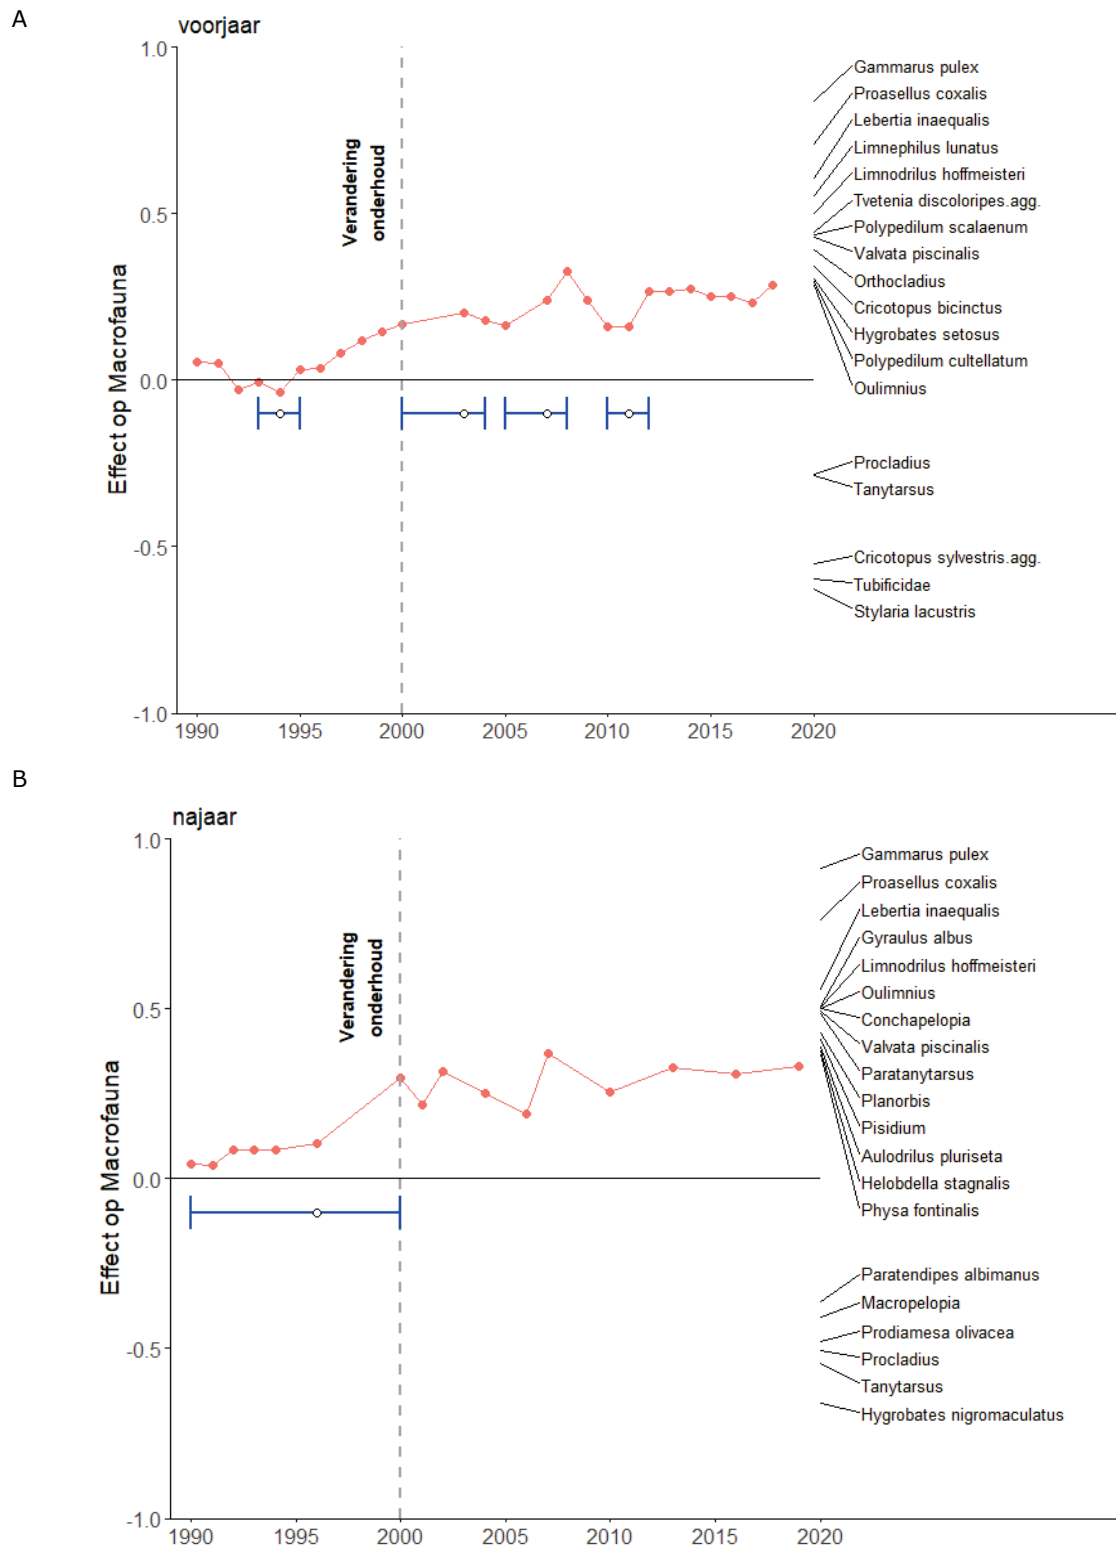 A
voorjaar
1.0
0.5
0.0
-0.5
-1.0
Effect op Macrofauna
Verandering
onderhoud
1990
1995
2000
2005
2010
2015
2020
Gammarus pulex
Proasellus coxalis
Lebertia inaequalis
Limnephilus lunatus
Limnodrilus hoffmeisteri
Tvetenia discoloripes.agg.
Polypedilum scalaenum
Valvata piscinalis
Orthocladius
Cricotopus bicinctus
Hygrobates setosus
Polypedilum cultellatum
Oulimnius
Procladius
Tanytarsus
Cricotopus sylvestris.agg.
Tubificidae
Stylaria lacustris
B
najaar
1.0
0.5
0.0
-0.5
-1.0
Effect op Macrofauna
Verandering
onderhoud
1990
1995
2000
2005
2010
2015
2020
Gammarus pulex
Proasellus coxalis
Lebertia inaequalis
Gyraulus albus
Limnodrilus hoffmeisteri
Oulimnius
Conchapelopia
Valvata piscinalis
Paratanytarsus
Planorbis
Pisidium
Aulodrilus pluriseta
Helobdella stagnalis
Physa fontinalis
Paratendipes albimanus
Macropelopia
Prodiamesa olivacea
Procladius
Tanytarsus
Hygrobates nigromaculatus